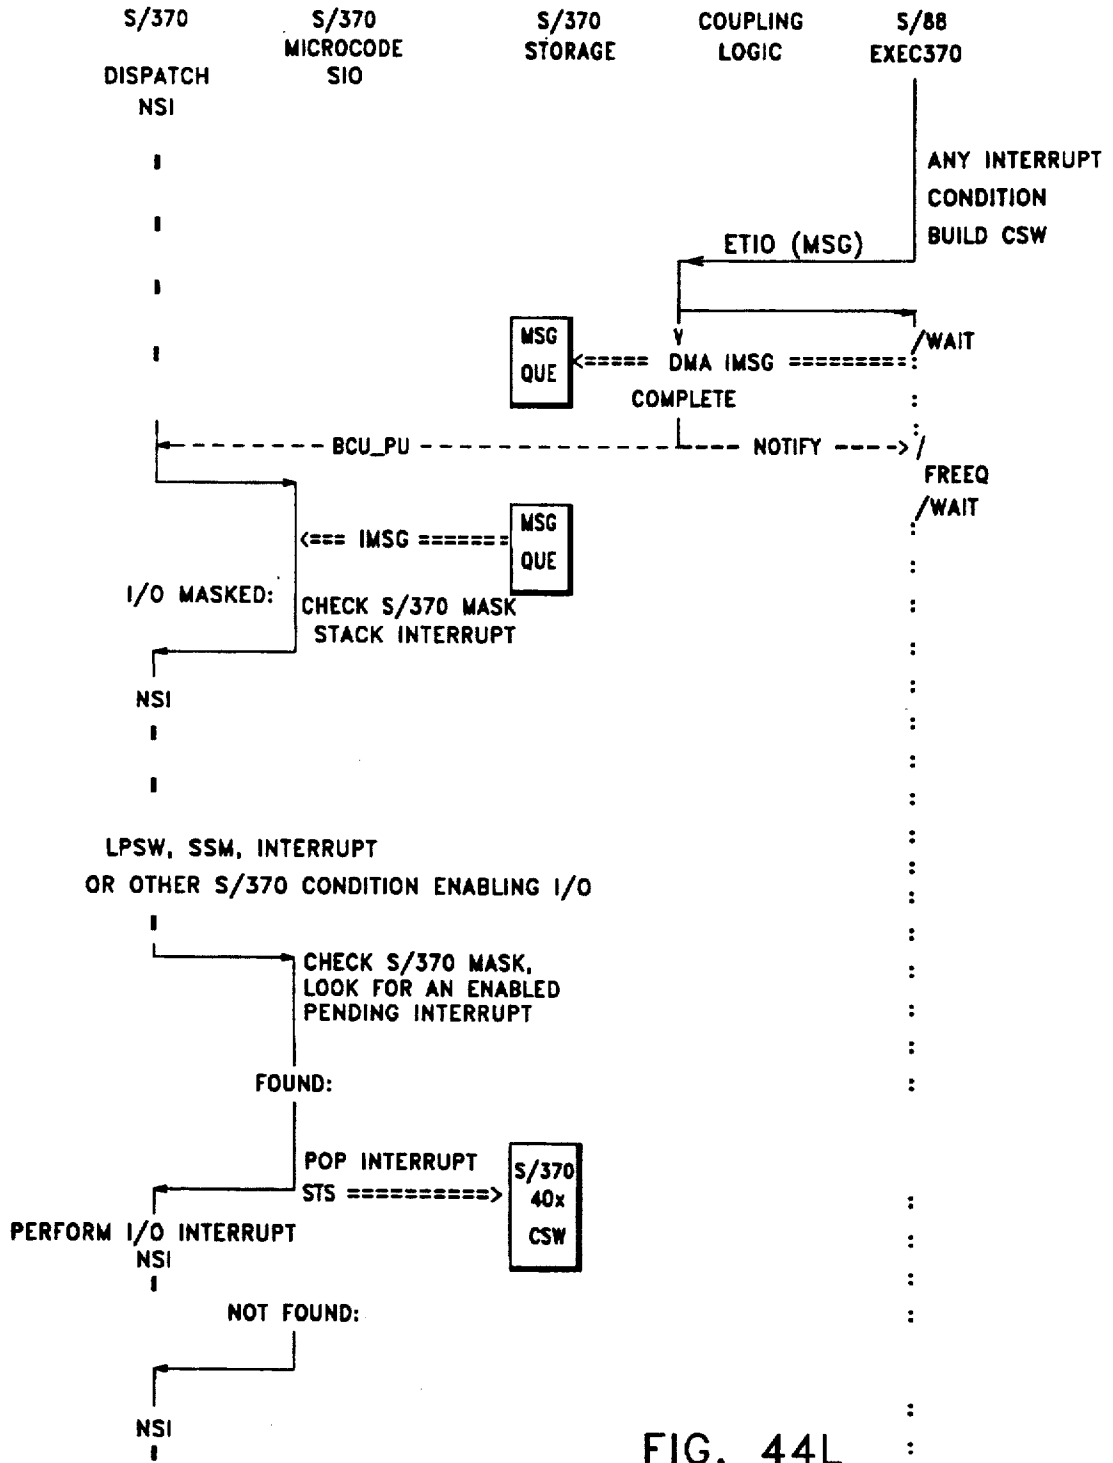 S/370 S/370 S/370 COUPLING S/88
MICROCODE STORAGE LOGIC EXEC370
DISPATCH SIO
NSI
ANY INTERRUPT
CONDITION
BUILD CSW
ETIO (MSG)
MSG
QUE
/WAIT
<===== DMA IMSG =========
COMPLETE
<------- BCU_PU ------- NOTIFY ---->/
FREEQ
/WAIT
<=== IMSG =======
MSG
QUE
I/O MASKED:
CHECK S/370 MASK
STACK INTERRUPT
NSI
LPSW, SSM, INTERRUPT
OR OTHER S/370 CONDITION ENABLING I/O
CHECK S/370 MASK,
LOOK FOR AN ENABLED
PENDING INTERRUPT
FOUND:
POP INTERRUPT
STS ==========>
S/370
40x
CSW
PERFORM I/O INTERRUPT
NSI
NOT FOUND:
NSI
FIG. 44L